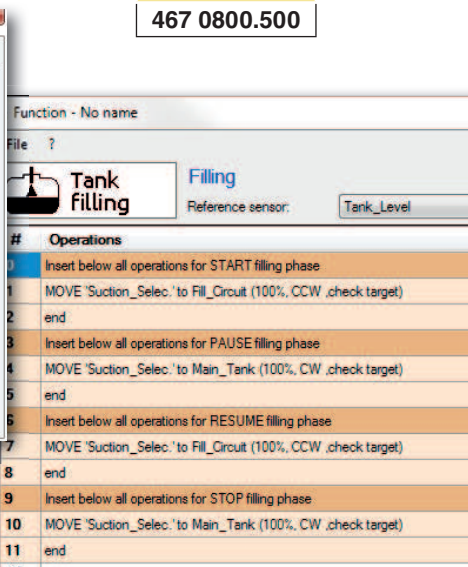 467 0800.500
Function - No name
File ?
Tank
filling
Filling
Reference sensor: Tank_Level
# Operations
0 Insert below all operations for START filling phase
1 MOVE 'Suction_Selec.' to Fill_Circuit (100%, CCW ,check target)
2 end
3 Insert below all operations for PAUSE filling phase
4 MOVE 'Suction_Selec.' to Main_Tank (100%, CW ,check target)
5 end
6 Insert below all operations for RESUME filling phase
7 MOVE 'Suction_Selec.' to Fill_Circuit (100%, CCW ,check target)
8 end
9 Insert below all operations for STOP filling phase
10 MOVE 'Suction_Selec.' to Main_Tank (100%, CW ,check target)
11 end